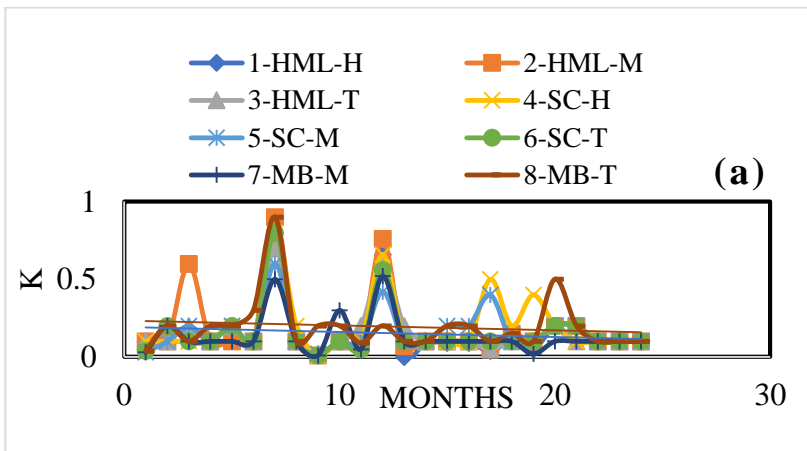 1-HML-H 2-HML-M
3-HML-T 4-SC-H
5-SC-M 6-SC-T
7-MB-M 8-MB-T
(a)
1
0.5
0
K
0 10 20 30
MONTHS